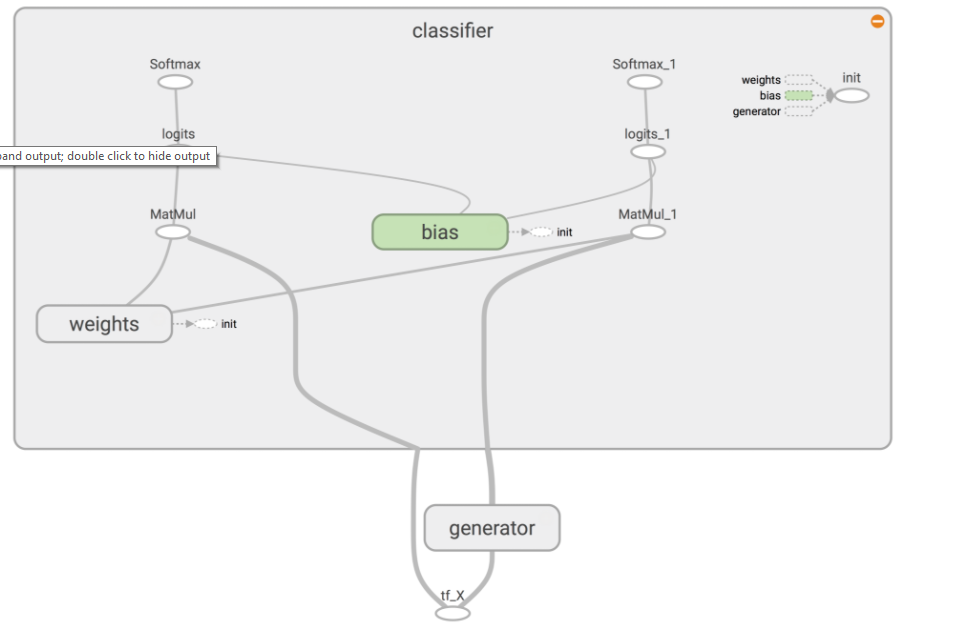 classifier
Softmax
Softmax_1
weights
init
bias
generator
logits
logits_1
and output; double click to hide output
MatMul
MatMul_1
bias
init
weights
init
generator
tf_X